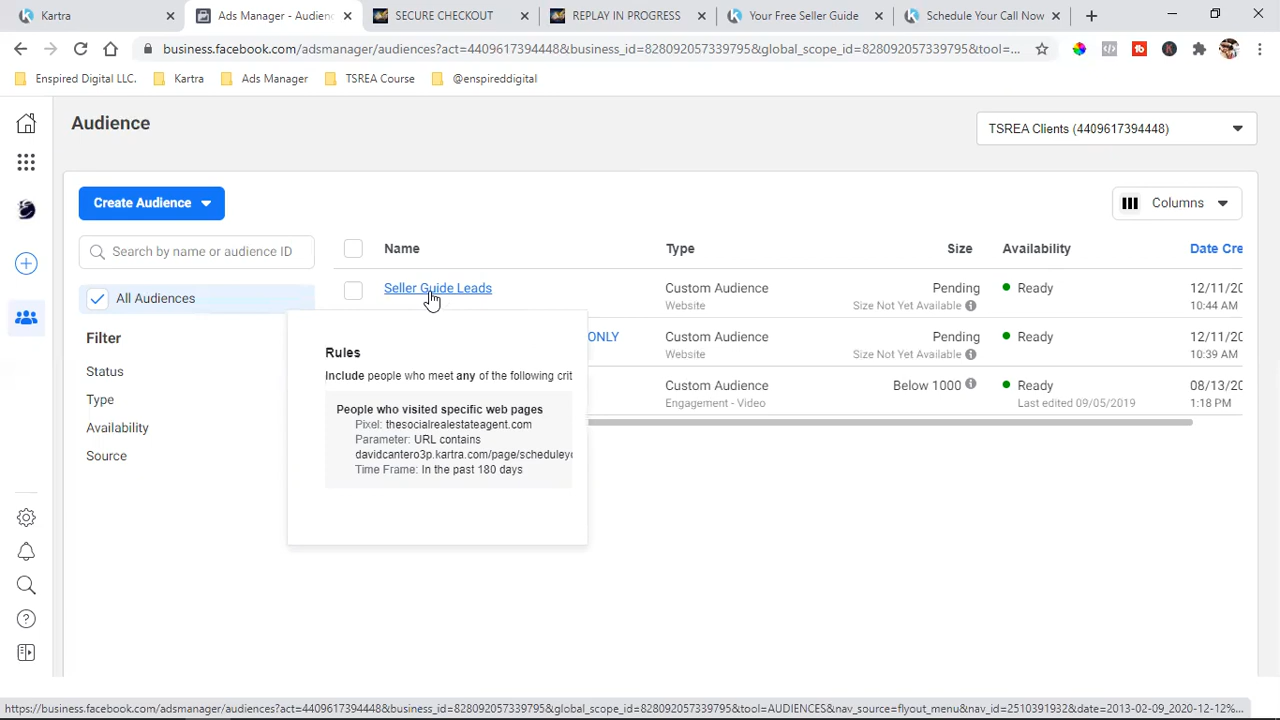 Kartra
Ads Manager - Audienc
SECURE CHECKOUT
REPLAY IN PROGRESS
Your Free Seller Guide
Schedule Your Call Now
business.facebook.com/adsmanager/audiences?act=4409617394448&business_id=828092057339795&global_scope_id=828092057339795&tool=...
Enspired Digital LLC.
Kartra
Ads Manager
TSREA Course
@enspireddigital
Audience
TSREA Clients (4409617394448)
Create Audience
Columns
Search by name or audience ID
Name
Type
Size
Availability
Date Cre
All Audiences
Seller Guide Leads
Custom Audience
Website
Pending
Size Not Yet Available
Ready
12/11/20
10:44 AM
ONLY
Custom Audience
Website
Pending
Size Not Yet Available
Ready
12/11/20
10:39 AM
Custom Audience
Engagement - Video
Below 1000
Ready
Last edited 09/05/2019
08/13/20
1:18 PM
Filter
Status
Type
Availability
Source
Rules
Include people who meet any of the following crit
People who visited specific web pages
Pixel: thesocialrealestateagent.com
Parameter: URL contains
davidcantero3p.kartra.com/page/scheduleyo
Time Frame: In the past 180 days
https://business.facebook.com/adsmanager/audiences?act=4409617394448&business_id=828092057339795&global_scope_id=828092057339795&tool=AUDIENCES&nav_source=flyout_menu&nav_id=2510391932&date=2013-02-09_2020-12-12%...